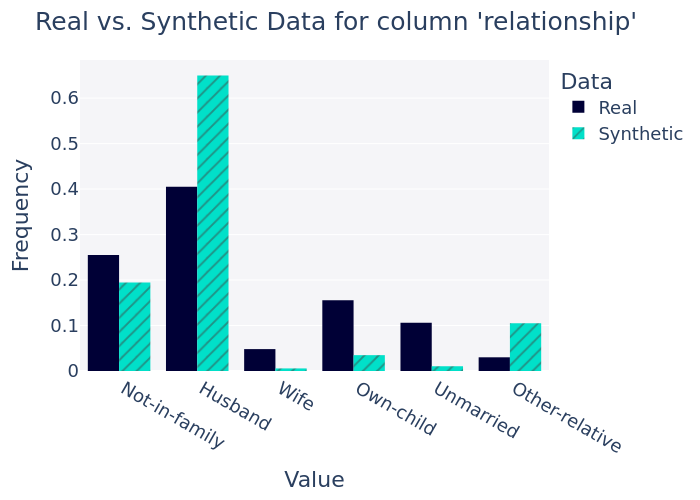 Real vs. Synthetic Data for column 'relationship'
Data
Real
Synthetic
Frequency
0.6
0.5
0.4
0.3
0.2
0.1
0
Not-in-family
Husband
Wife
Own-child
Unmarried
Other-relative
Value